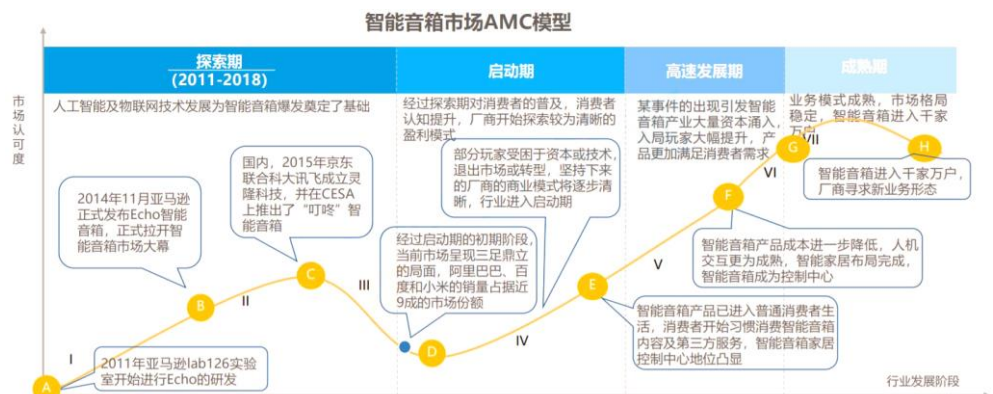 智能音箱市场AMC模型
探索期
(2011-2018)
启动期
高速发展期
成熟期
市场认可度
人工智能及物联网技术发展为智能音箱爆发奠定了基础
经过探索期对消费者的普及，消费者
认知提升，厂商开始探索较为清晰的
盈利模式
某事件的出现引发智能
音箱产业大量资本涌入，
入局玩家大幅提升，产
品更加满足消费者需求
业务模式成熟，市场格局
稳定，智能音箱进入千家
万户
2014年11月亚马逊
正式发布Echo智能
音箱，正式拉开智
能音箱市场大幕
国内，2015年京东
联合科大讯飞成立灵
隆科技，并在CESA
上推出了“叮咚”智
能音箱
部分玩家受困于资本或技术，
退出市场或转型，坚持下来
的厂商的商业模式将逐步
清晰，行业进入启动期
智能音箱进入千家万户，
厂商寻求新业务形态
经过启动期的初期阶段，
当前市场呈现三足鼎立
的局面，阿里巴巴、百
度和小米的销量占据近
9成的市场份额
智能音箱产品成本进一步降低，人机
交互更为成熟，智能家居布局完成，
智能音箱成为控制中心
智能音箱产品已进入普通消费者生
活，消费者开始习惯消费智能音箱
内容及第三方服务，智能音箱家居
控制中心地位凸显
2011年亚马逊lab126实验
室开始进行Echo的研发
A
I
B
II
C
III
D
IV
E
V
F
VI
G
VII
H
行业发展阶段